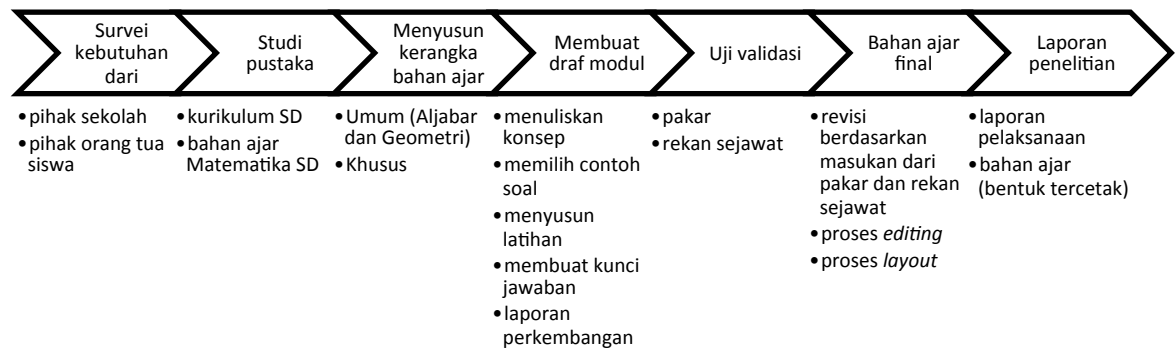 Survei
kebutuhan
dari
Studi
pustaka
Menyusun
kerangka
bahan ajar
Membuat
draf modul
Uji validasi
Bahan ajar
final
Laporan
penelitian
•pihak sekolah
•pihak orang tua
siswa
•kurikulum SD
•bahan ajar
Matematika SD
•Umum (Aljabar
dan Geometri)
•Khusus
•menuliskan
konsep
•memilih contoh
soal
•menyusun
latihan
•membuat kunci
jawaban
•laporan
perkembangan
•pakar
•rekan sejawat
•revisi
berdasarkan
masukan dari
pakar dan rekan
sejawat
•proses editing
•proses layout
•laporan
pelaksanaan
•bahan ajar
(bentuk tercetak)